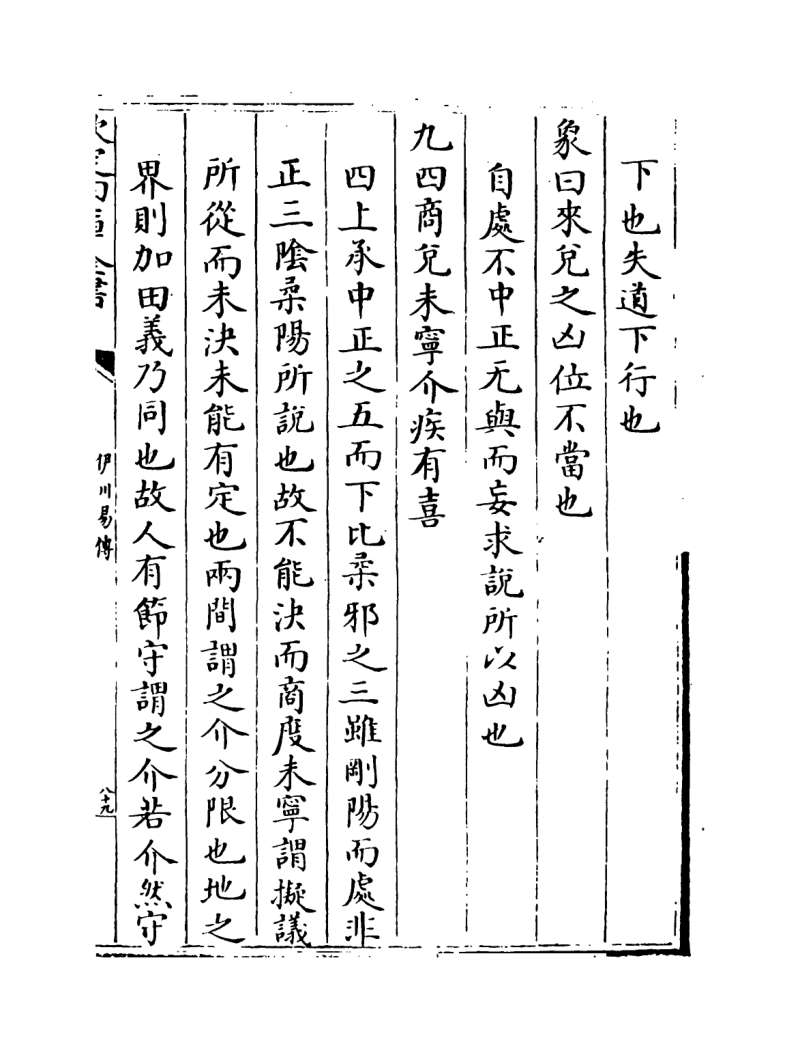 下也失道下行也
象曰來兌之凶位不當也
自處不中正无與而妄求說所以凶也
九四商兌未寧介疾有喜
四上承中正之五而下比柔邪之三雖剛陽而處非
正三陰柔陽所說也故不能決而商度未寧謂擬議
所從而未決未能有定也兩間謂之介分限也地之
界則加田義乃同也故人有節守謂之介若介然守
伊川易傳
八十九